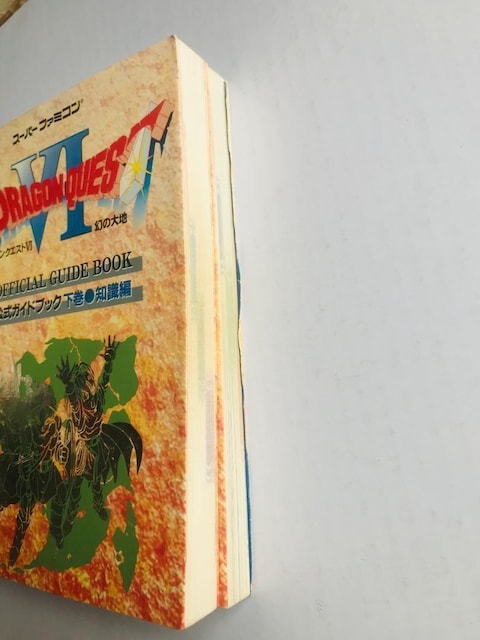 スーパーファミコン
VI
DRAGON QUEST
ンクエストVI
幻の大地
OFFICIAL GUIDE BOOK
公式ガイドブック 下巻●知識編